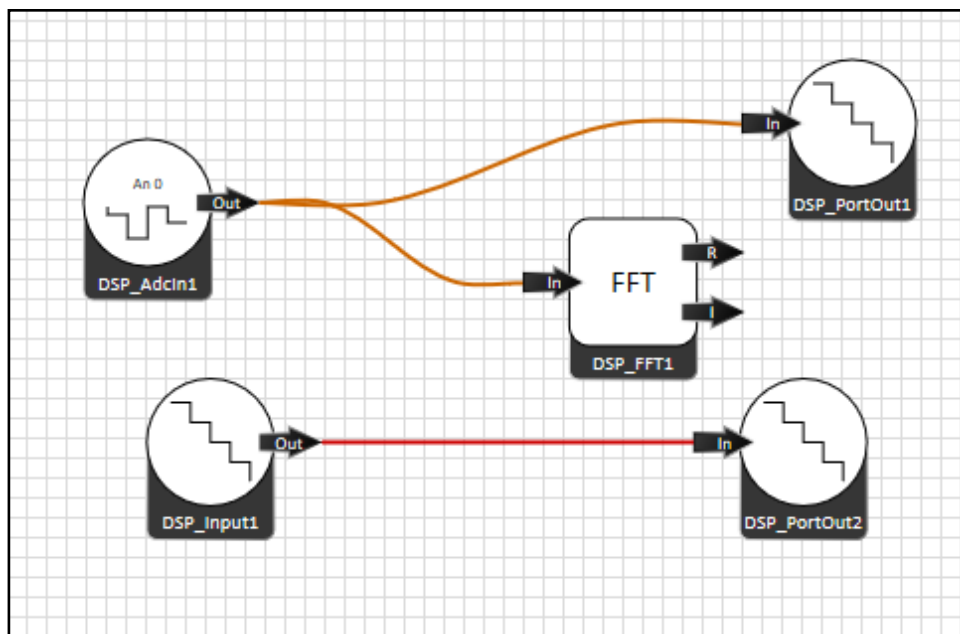 In
DSP_PortOut1
An 0
Out
DSP_AdcIn1
R
In
FFT
I
DSP_FFT1
Out
DSP_Input1
In
DSP_PortOut2